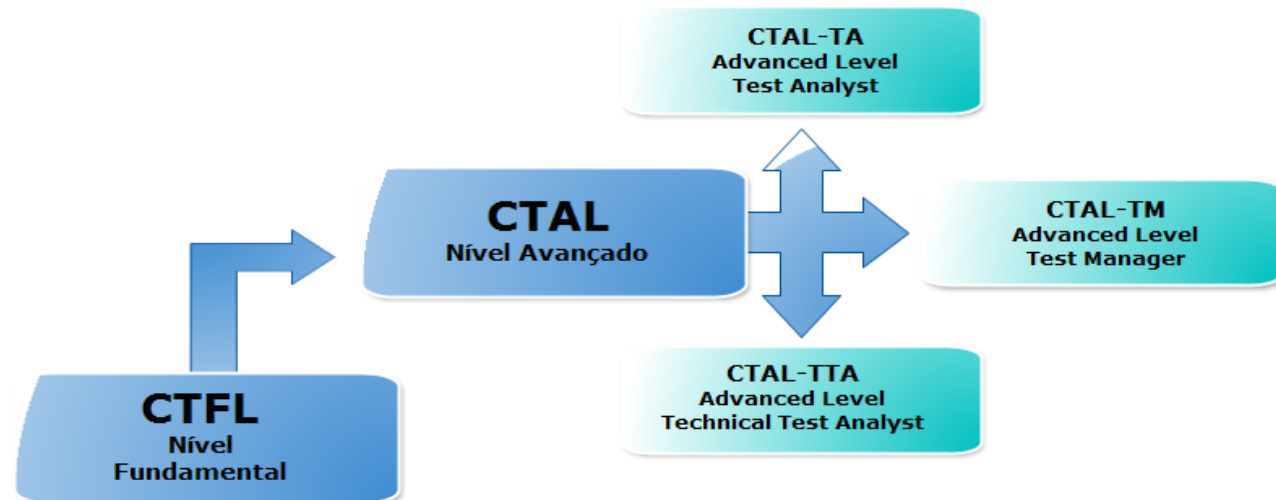 CTAL-TA
Advanced Level
Test Analyst
CTAL
Nível Avançado
CTAL-TM
Advanced Level
Test Manager
CTFL
Nível
Fundamental
CTAL-TTA
Advanced Level
Technical Test Analyst